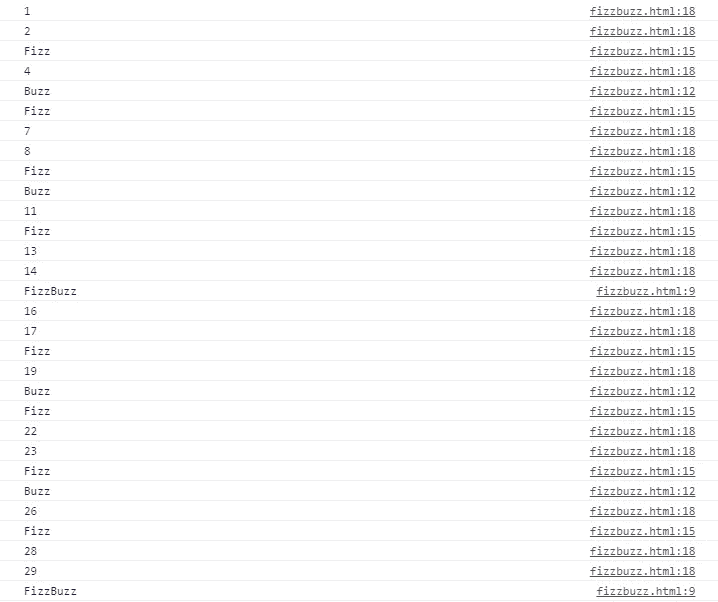 1 fizzbuzz.html:18
2 fizzbuzz.html:18
Fizz fizzbuzz.html:15
4 fizzbuzz.html:18
Buzz fizzbuzz.html:12
Fizz fizzbuzz.html:15
7 fizzbuzz.html:18
8 fizzbuzz.html:18
Fizz fizzbuzz.html:15
Buzz fizzbuzz.html:12
11 fizzbuzz.html:18
Fizz fizzbuzz.html:15
13 fizzbuzz.html:18
14 fizzbuzz.html:18
FizzBuzz fizzbuzz.html:9
16 fizzbuzz.html:18
17 fizzbuzz.html:18
Fizz fizzbuzz.html:15
19 fizzbuzz.html:18
Buzz fizzbuzz.html:12
Fizz fizzbuzz.html:15
22 fizzbuzz.html:18
23 fizzbuzz.html:18
Fizz fizzbuzz.html:15
Buzz fizzbuzz.html:12
26 fizzbuzz.html:18
Fizz fizzbuzz.html:15
28 fizzbuzz.html:18
29 fizzbuzz.html:18
FizzBuzz fizzbuzz.html:9